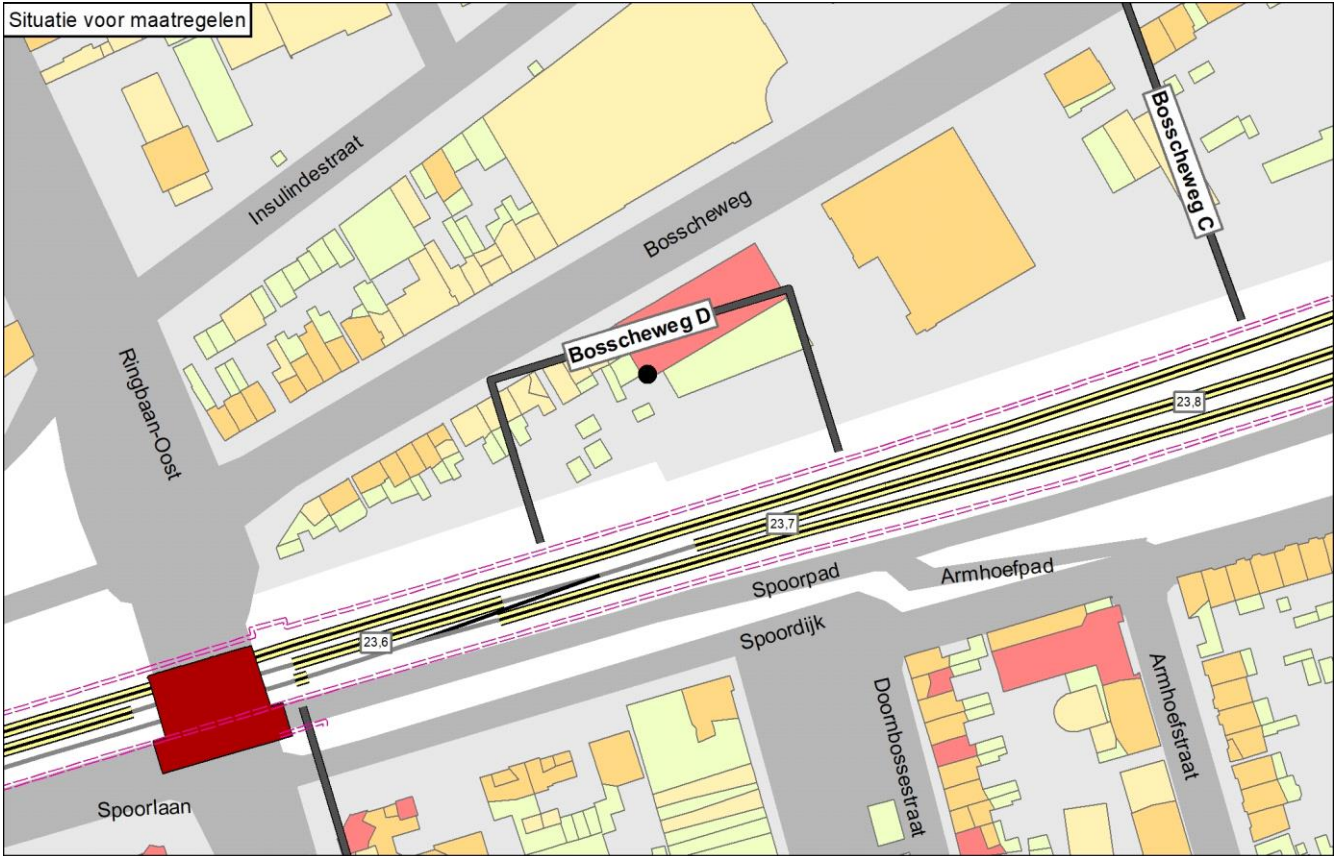 Situatie voor maatregelen
Insulindestraat
Bosscheweg
Bosscheweg C
Bosscheweg D
Ringbaan-Oost
23,8
23,7
23,6
Spoorpad
Armhoefpad
Spoordijk
Doornbossestraat
Armhoefstraat
Spoorlaan